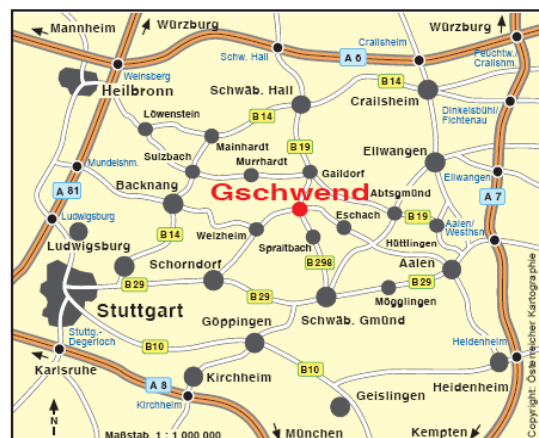 Mannheim
Würzburg
Würzburg
Schw. Hall
Crailsheim
Feuchtw./
Crailshm.
A 6
Weinsberg
Heilbronn
Schwäb. Hall
B 14
Crailsheim
Löwenstein
B 14
Dinkelsbühl/
Fichtenau
Mainhardt
B 19
Ellwangen
Mundelshm.
Sulzbach
Murrhardt
Gaildorf
Ellwangen
A 81
Backnang
Gschwend
Abtsgmünd
A 7
Ludwigsburg
Ludwigsburg
B 14
Welzheim
Eschach
B 19
Aalen/
Westhsn.
Spraitbach
Hüttlingen
Schorndorf
B 298
Aalen
B 29
B 29
B 29
Mögglingen
Stuttgart
Göppingen
Schwäb. Gmünd
Stuttg.-
Degerloch
B 10
B 10
Heidenheim
Karlsruhe
A 8
Kirchheim
Heidenheim
Kirchheim
Geislingen
N
Maßstab 1 : 1 000 000
München
Kempten
Copyright: Österreicher Kartographie